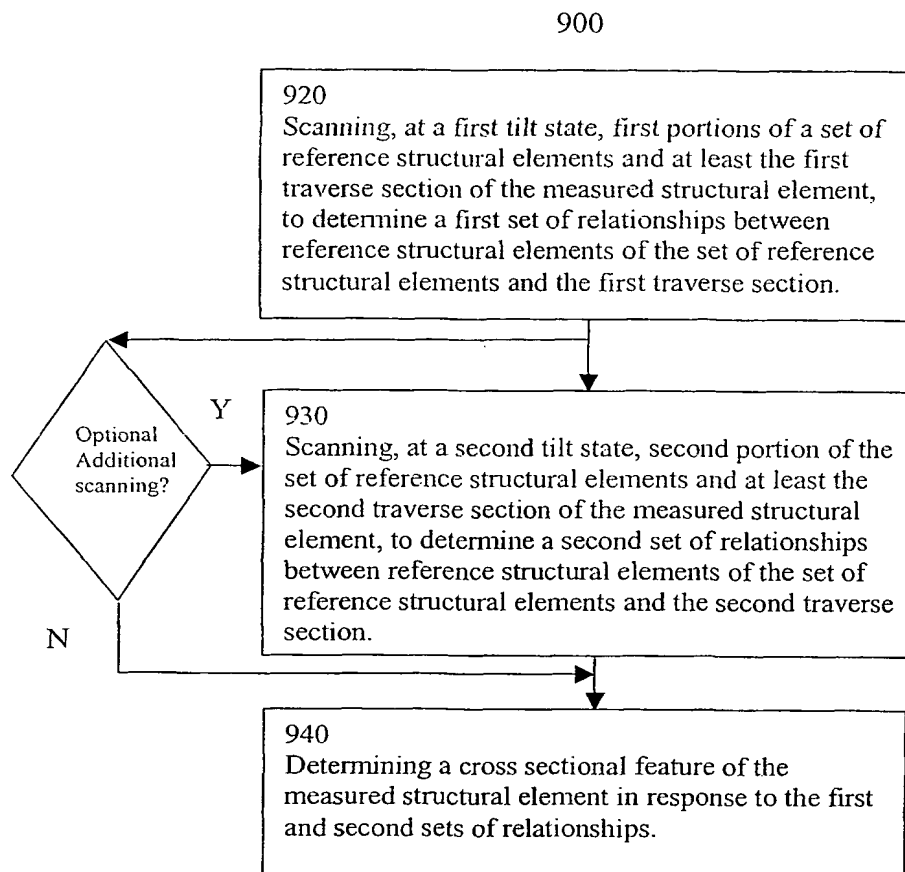 900
920
Scanning, at a first tilt state, first portions of a set of
reference structural elements and at least the first
traverse section of the measured structural element,
to determine a first set of relationships between
reference structural elements of the set of reference
structural elements and the first traverse section.
Y
Optional
Additional
scanning?
930
Scanning, at a second tilt state, second portion of the
set of reference structural elements and at least the
second traverse section of the measured structural
element, to determine a second set of relationships
between reference structural elements of the set of
reference structural elements and the second traverse
section.
N
940
Determining a cross sectional feature of the
measured structural element in response to the first
and second sets of relationships.